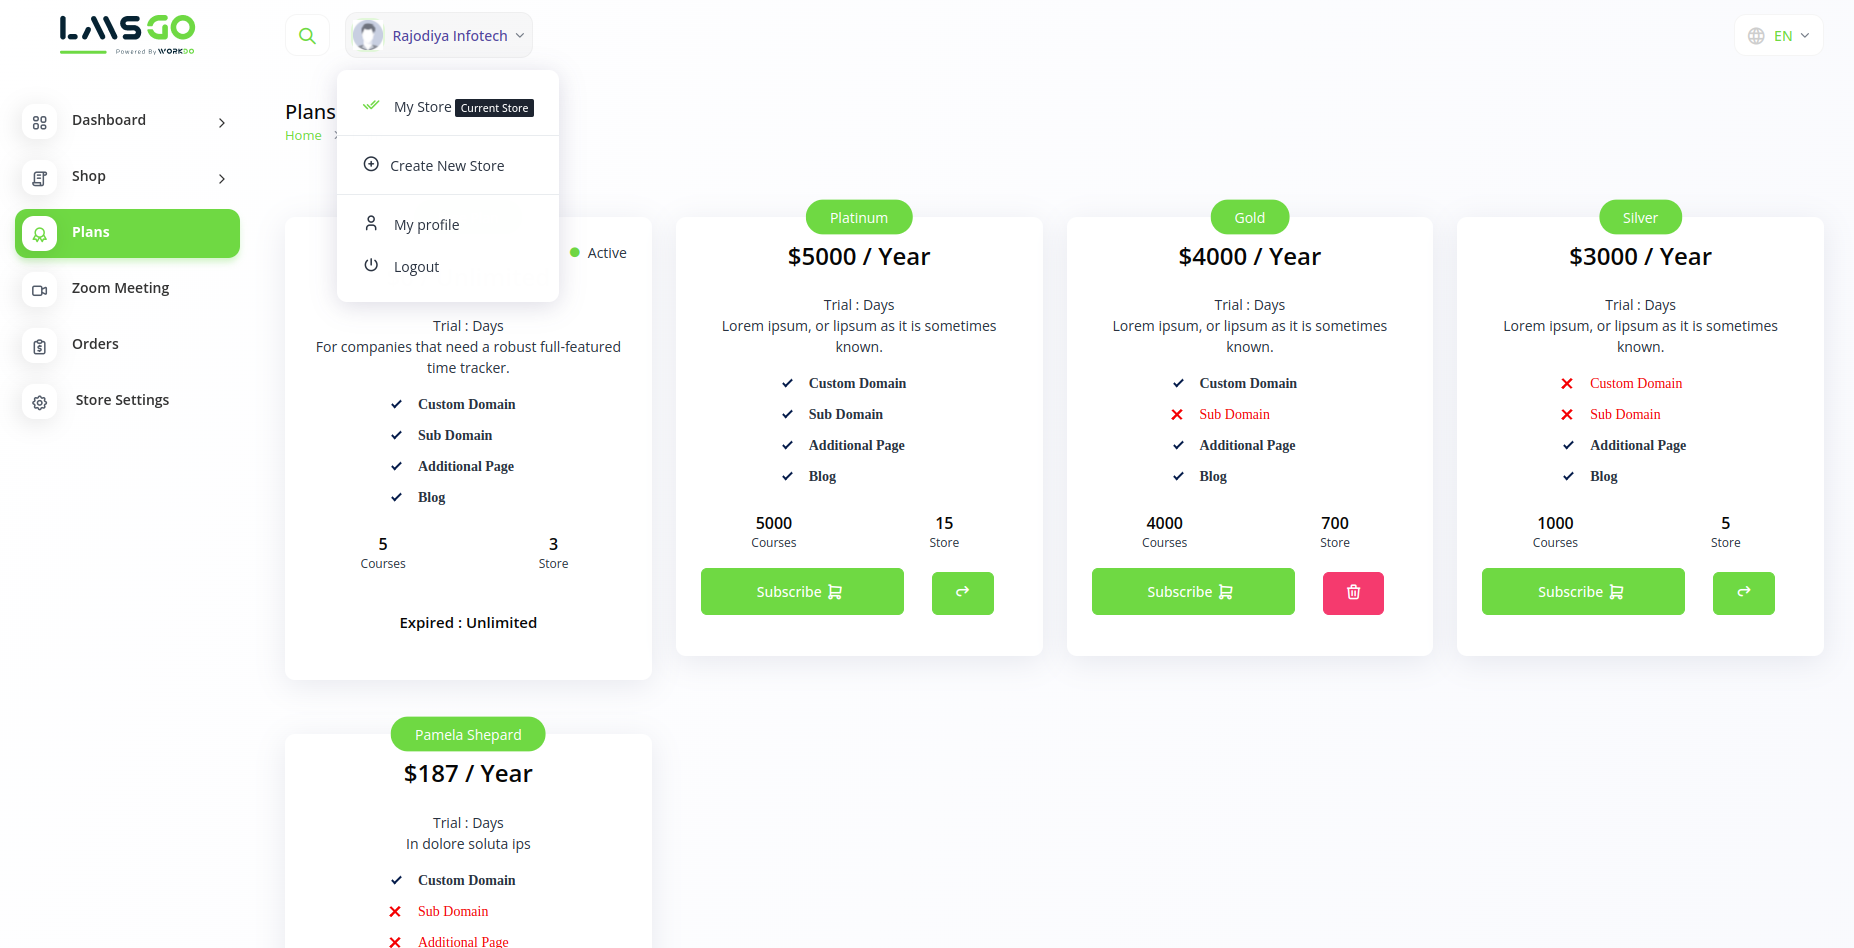 LMSGO
Powered By WORKDO
Rajodiya Infotech
EN
My Store Current Store
Create New Store
My profile
Logout
Dashboard
Shop
Plans
Zoom Meeting
Orders
Store Settings
Plans
Home
Active
Trial : Days
For companies that need a robust full-featured
time tracker.
Custom Domain
Sub Domain
Additional Page
Blog
5
Courses
3
Store
Expired : Unlimited
Platinum
$5000 / Year
Trial : Days
Lorem ipsum, or lipsum as it is sometimes
known.
Custom Domain
Sub Domain
Additional Page
Blog
5000
Courses
15
Store
Subscribe
Gold
$4000 / Year
Trial : Days
Lorem ipsum, or lipsum as it is sometimes
known.
Custom Domain
Sub Domain
Additional Page
Blog
4000
Courses
700
Store
Subscribe
Silver
$3000 / Year
Trial : Days
Lorem ipsum, or lipsum as it is sometimes
known.
Custom Domain
Sub Domain
Additional Page
Blog
1000
Courses
5
Store
Subscribe
Pamela Shepard
$187 / Year
Trial : Days
In dolore soluta ips
Custom Domain
Sub Domain
Additional Page